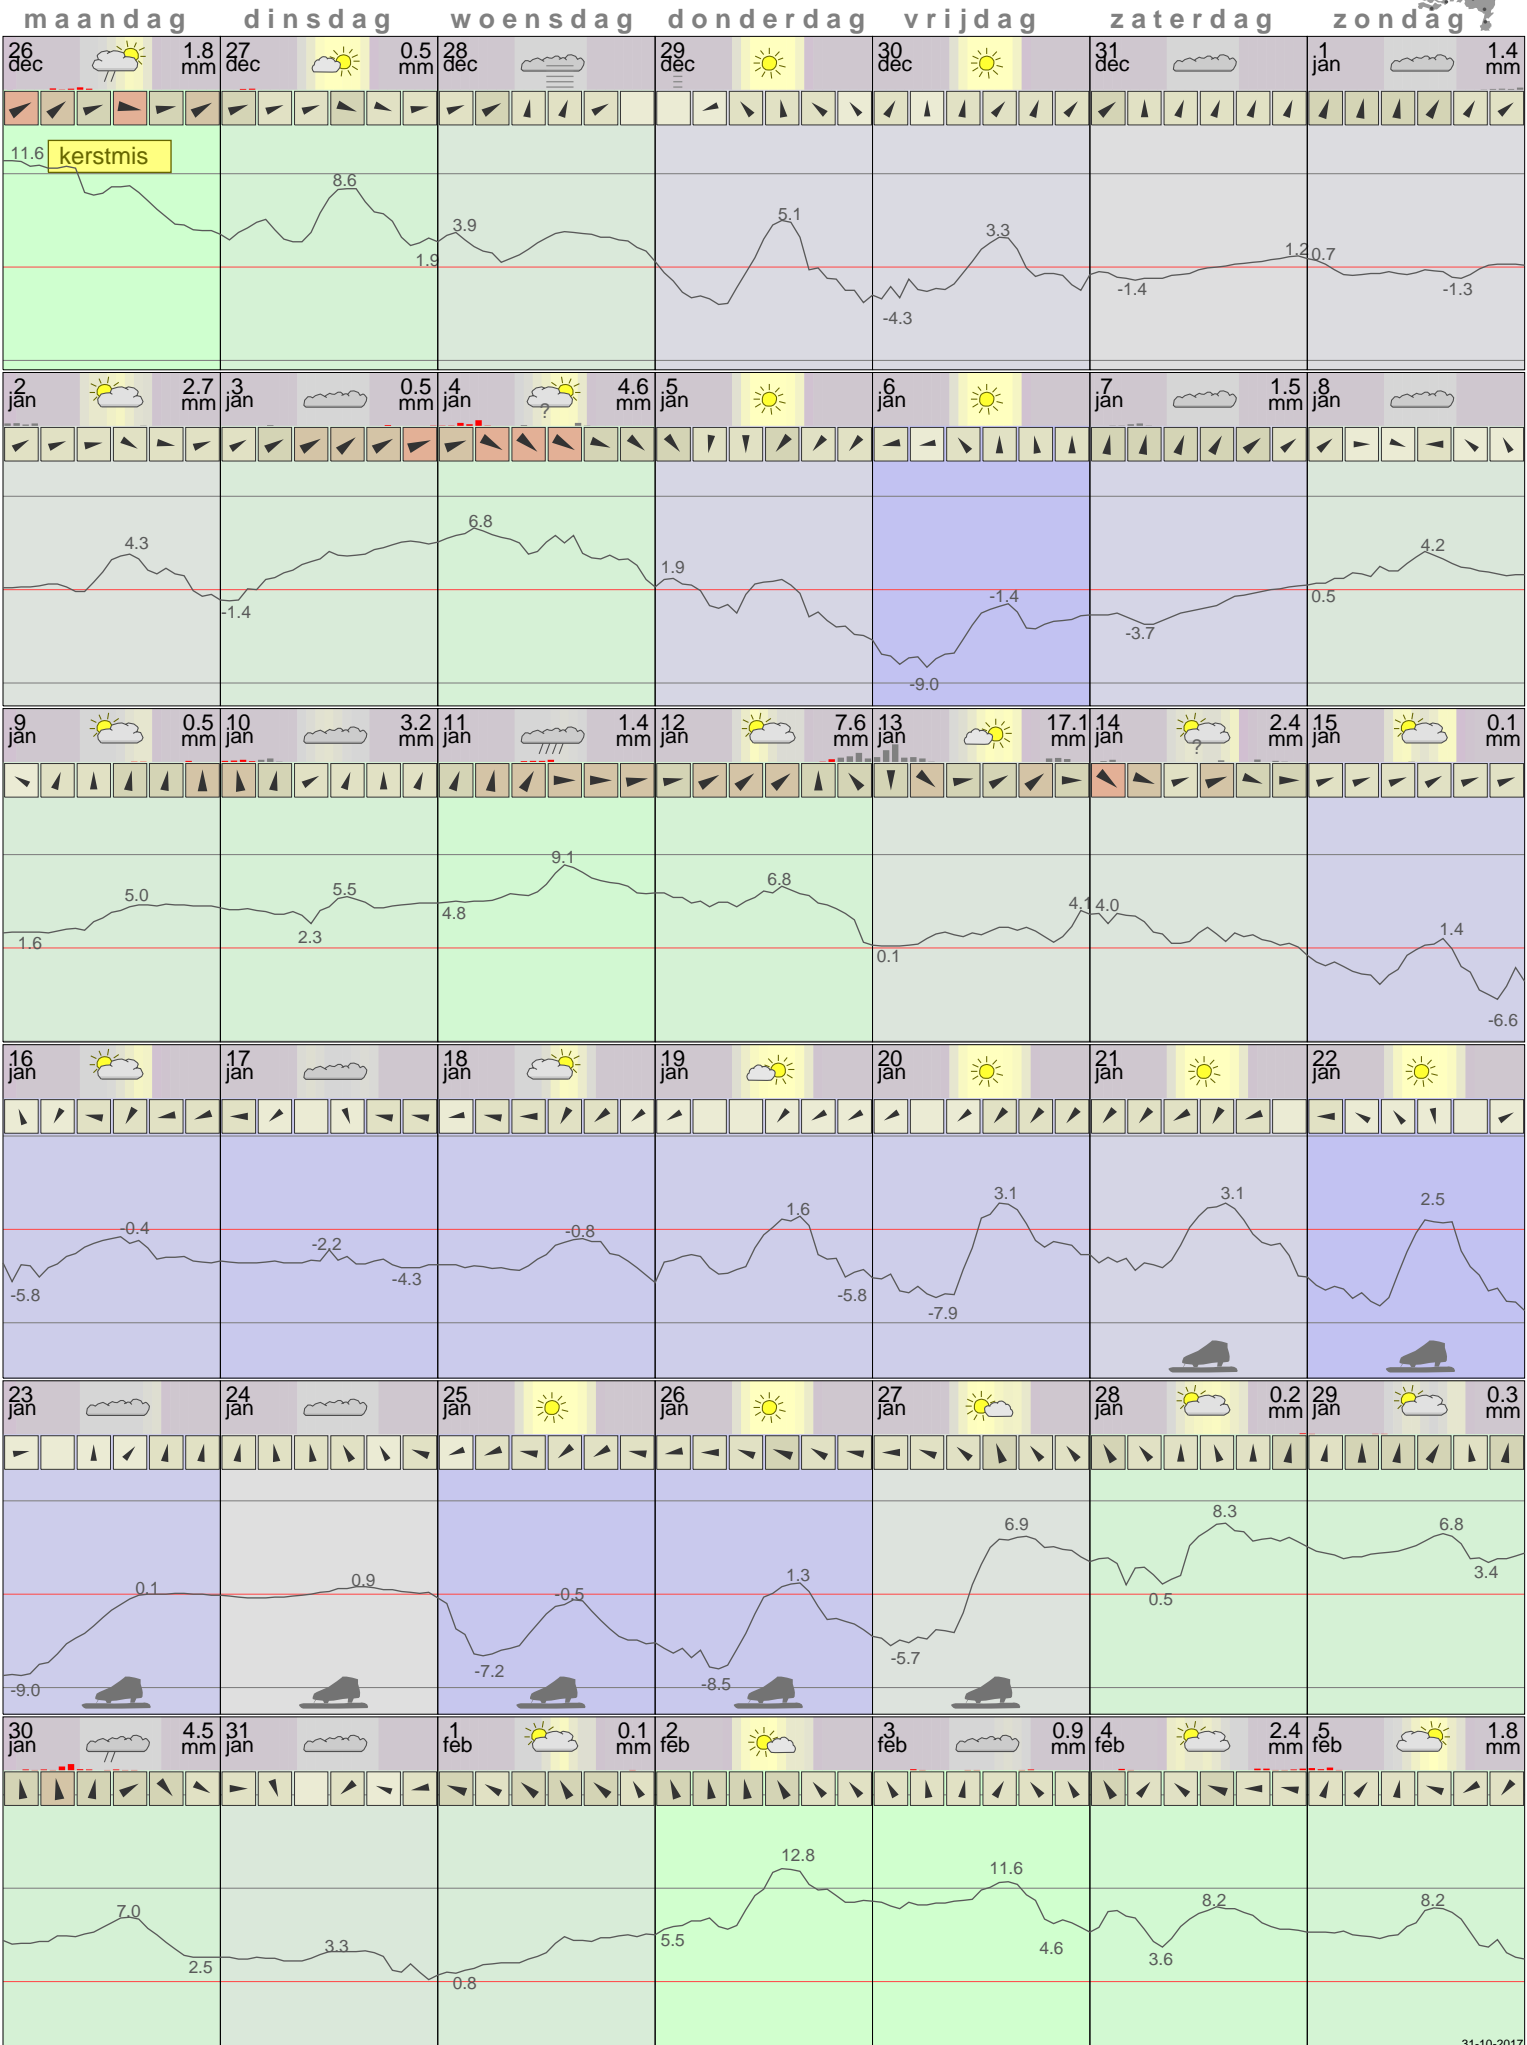 maandag dinsdag woensdag donderdag vrijdag zaterdag zondag
26 dec 1.8 mm 27 dec 0.5 mm 28 dec 29 dec 30 dec 31 dec 1 jan 1.4 mm
11.6 kerstmis 8.6 1.9 3.9 5.1 -4.3 3.3 -1.4 1.2 0.7 -1.3
2 jan 2.7 mm 3 jan 0.5 mm 4 jan ? 4.6 mm 5 jan 6 jan 7 jan 1.5 mm 8 jan
4.3 -1.4 6.8 1.9 -9.0 -1.4 -3.7 0.5 4.2
9 jan 0.5 mm 10 jan 3.2 mm 11 jan 1.4 mm 12 jan 7.6 mm 13 jan 17.1 mm 14 jan ? 2.4 mm 15 jan 0.1 mm
1.6 5.0 2.3 5.5 4.8 9.1 6.8 0.1 4.1 4.0 1.4 -6.6
16 jan 17 jan 18 jan 19 jan 20 jan 21 jan 22 jan
-5.8 -0.4 -2.2 -4.3 -0.8 1.6 -5.8 -7.9 3.1 3.1 2.5
23 jan 24 jan 25 jan 26 jan 27 jan 28 jan 0.2 mm 29 jan 0.3 mm
-9.0 0.1 0.9 -7.2 -0.5 -8.5 1.3 -5.7 6.9 0.5 8.3 6.8 3.4
30 jan 4.5 mm 31 jan 1 feb 0.1 mm 2 feb 3 feb 0.9 mm 4 feb 2.4 mm 5 feb 1.8 mm
7.0 2.5 3.3 0.8 5.5 12.8 11.6 4.6 3.6 8.2 8.2
31-10-2017